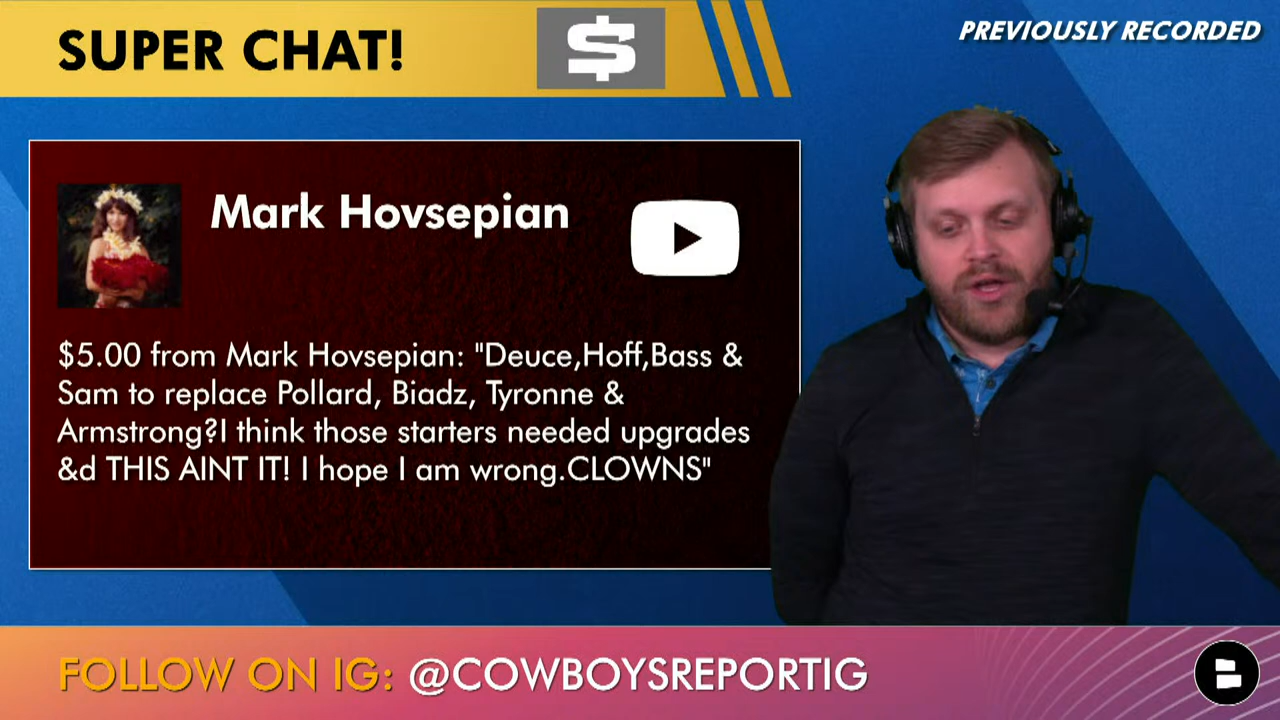 SUPER CHAT!
$
PREVIOUSLY RECORDED
Mark Hovsepian
$5.00 from Mark Hovsepian: "Deuce,Hoff,Bass &
Sam to replace Pollard, Biadz, Tyronne &
Armstrong?I think those starters needed upgrades
&d THIS AINT IT! I hope I am wrong.CLOWNS"
FOLLOW ON IG: @COWBOYSREPORTIG